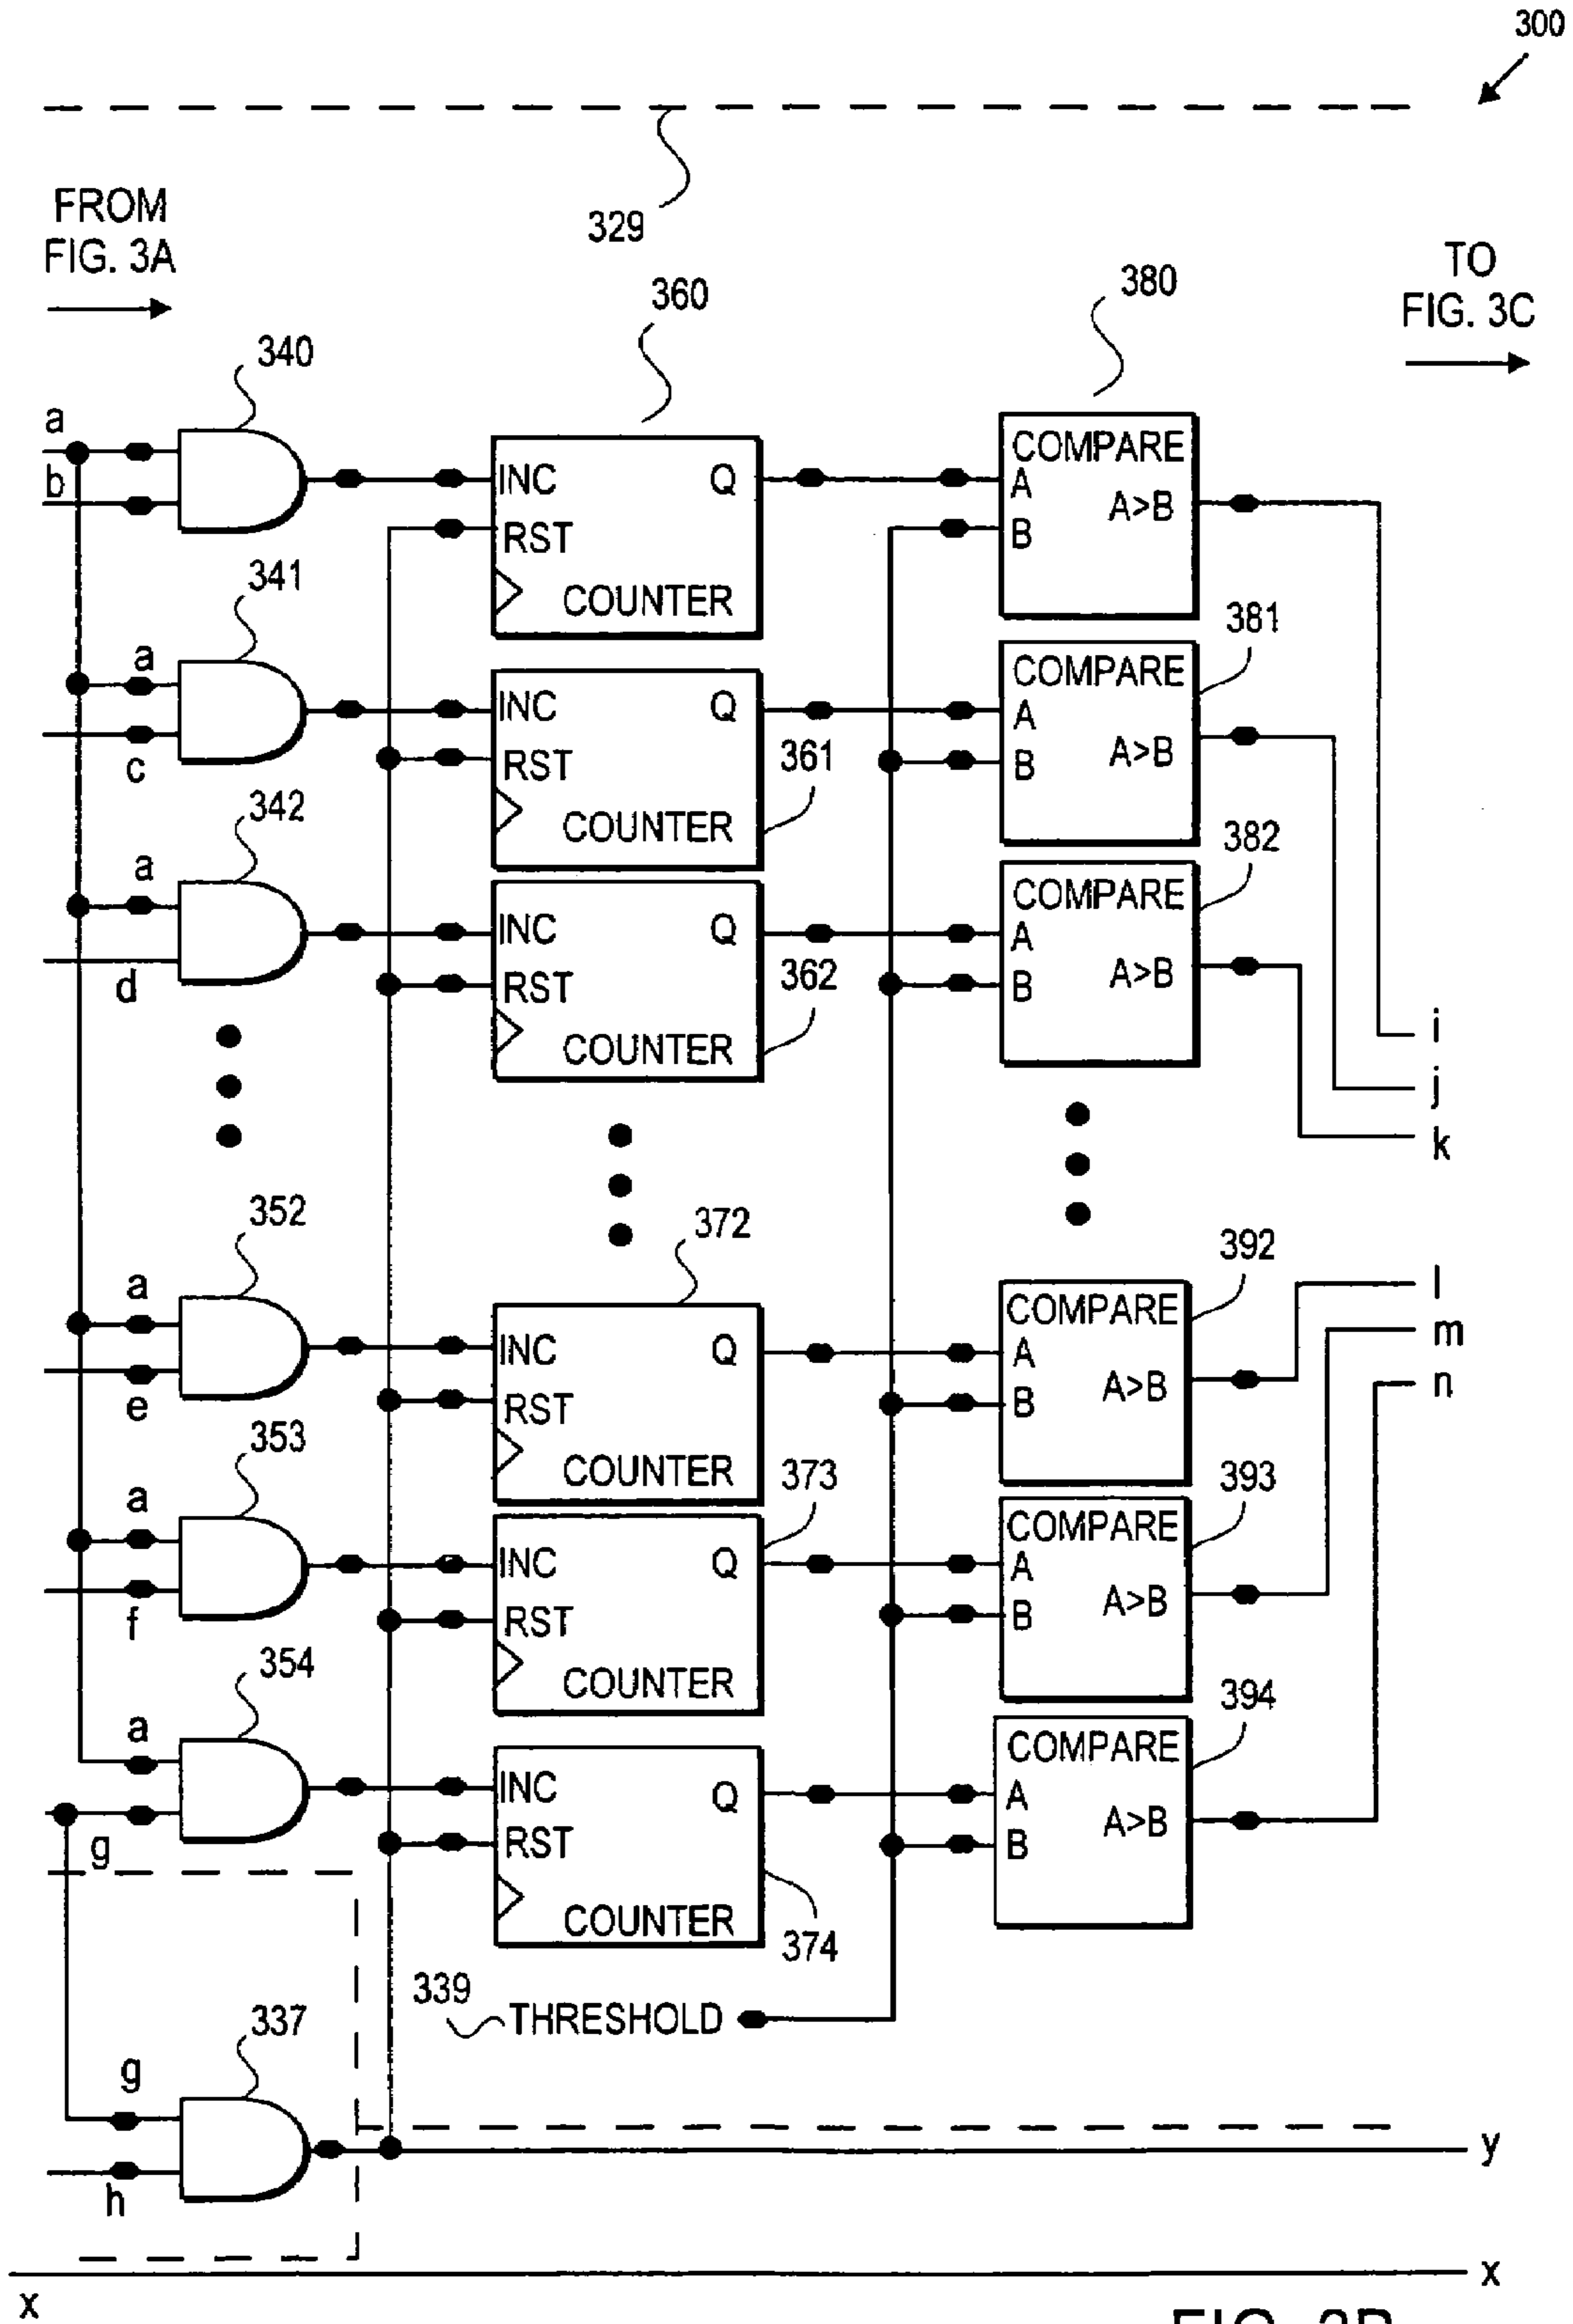 300
329
FROM
FIG. 3A
TO
FIG. 3C
360
380
340
a
b
INC
Q
RST
COUNTER
COMPARE
A
A>B
B
341
a
c
INC
Q
RST
361
COUNTER
381
COMPARE
A
A>B
B
342
a
d
INC
Q
RST
362
COUNTER
382
COMPARE
A
A>B
B
i
j
k
352
a
e
372
INC
Q
RST
COUNTER
392
COMPARE
A
A>B
B
l
m
n
353
a
f
373
INC
Q
RST
COUNTER
393
COMPARE
A
A>B
B
354
a
g
INC
Q
RST
COUNTER
374
394
COMPARE
A
A>B
B
339
THRESHOLD
337
g
h
y
x
x
FIG. 3B